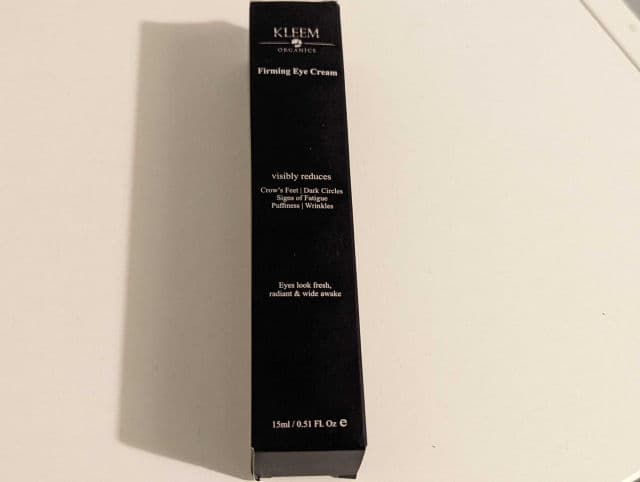 KLEEM
ORGANICS
Firming Eye Cream
visibly reduces
Crow's Feet | Dark Circles
Signs of Fatigue
Puffiness | Wrinkles
Eyes look fresh,
radiant & wide awake
15ml / 0.51 Fl. Oz e